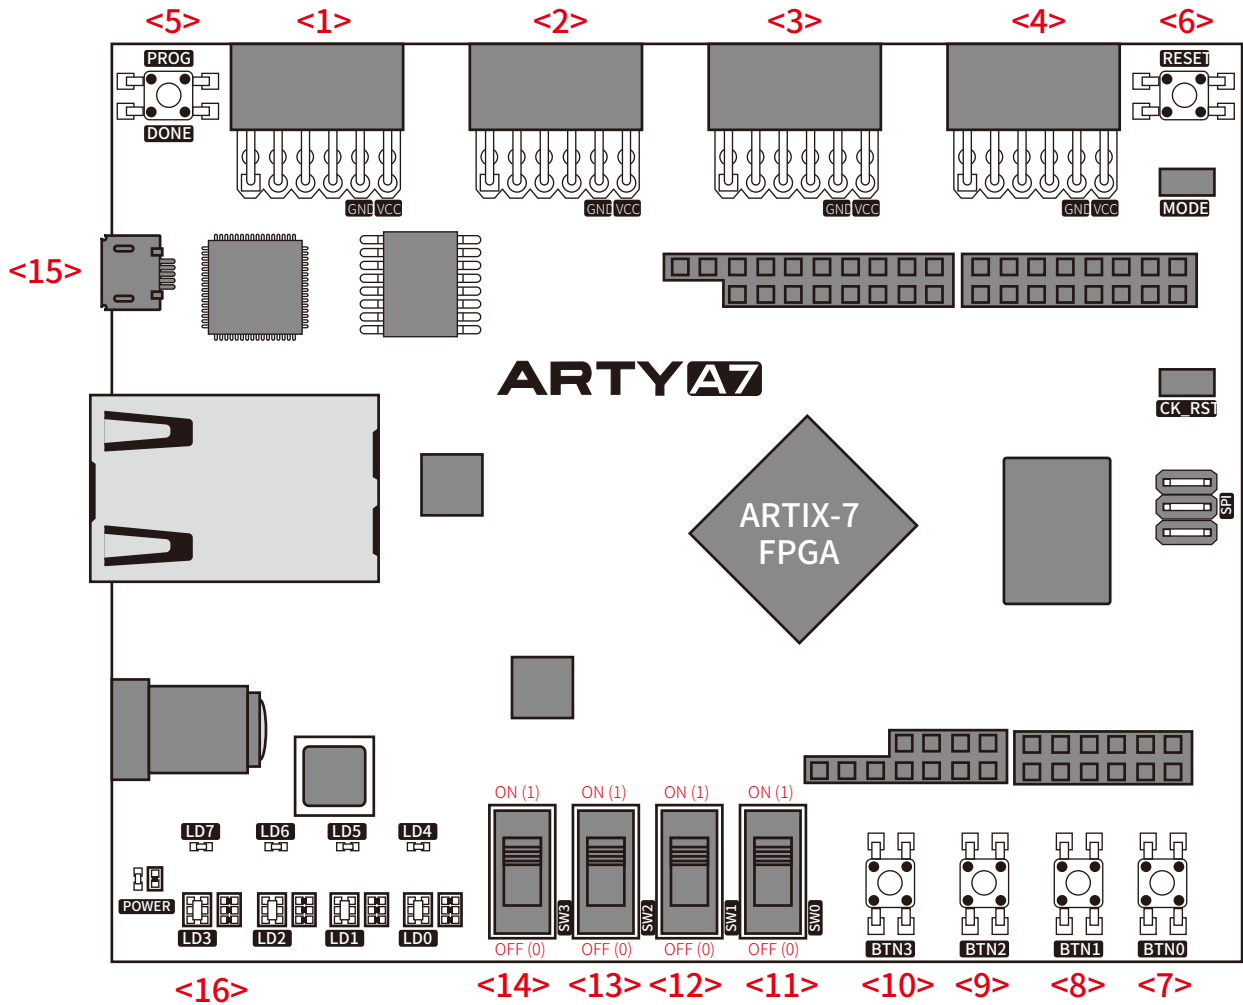 <5> <1> <2> <3> <4> <6>
PROG
RESET
DONE
GND VCC
GND VCC
GND VCC
GND VCC
MODE
<15>
ARTY A7
CK_RST
SPI
ARTIX-7
FPGA
ON (1) ON (1) ON (1) ON (1)
LD7 LD6 LD5 LD4
POWER
SW3 SW2 SW1 SW0
LD3 LD2 LD1 LD0
OFF (0) OFF (0) OFF (0) OFF (0)
BTN3 BTN2 BTN1 BTN0
<16> <14> <13> <12> <11> <10> <9> <8> <7>